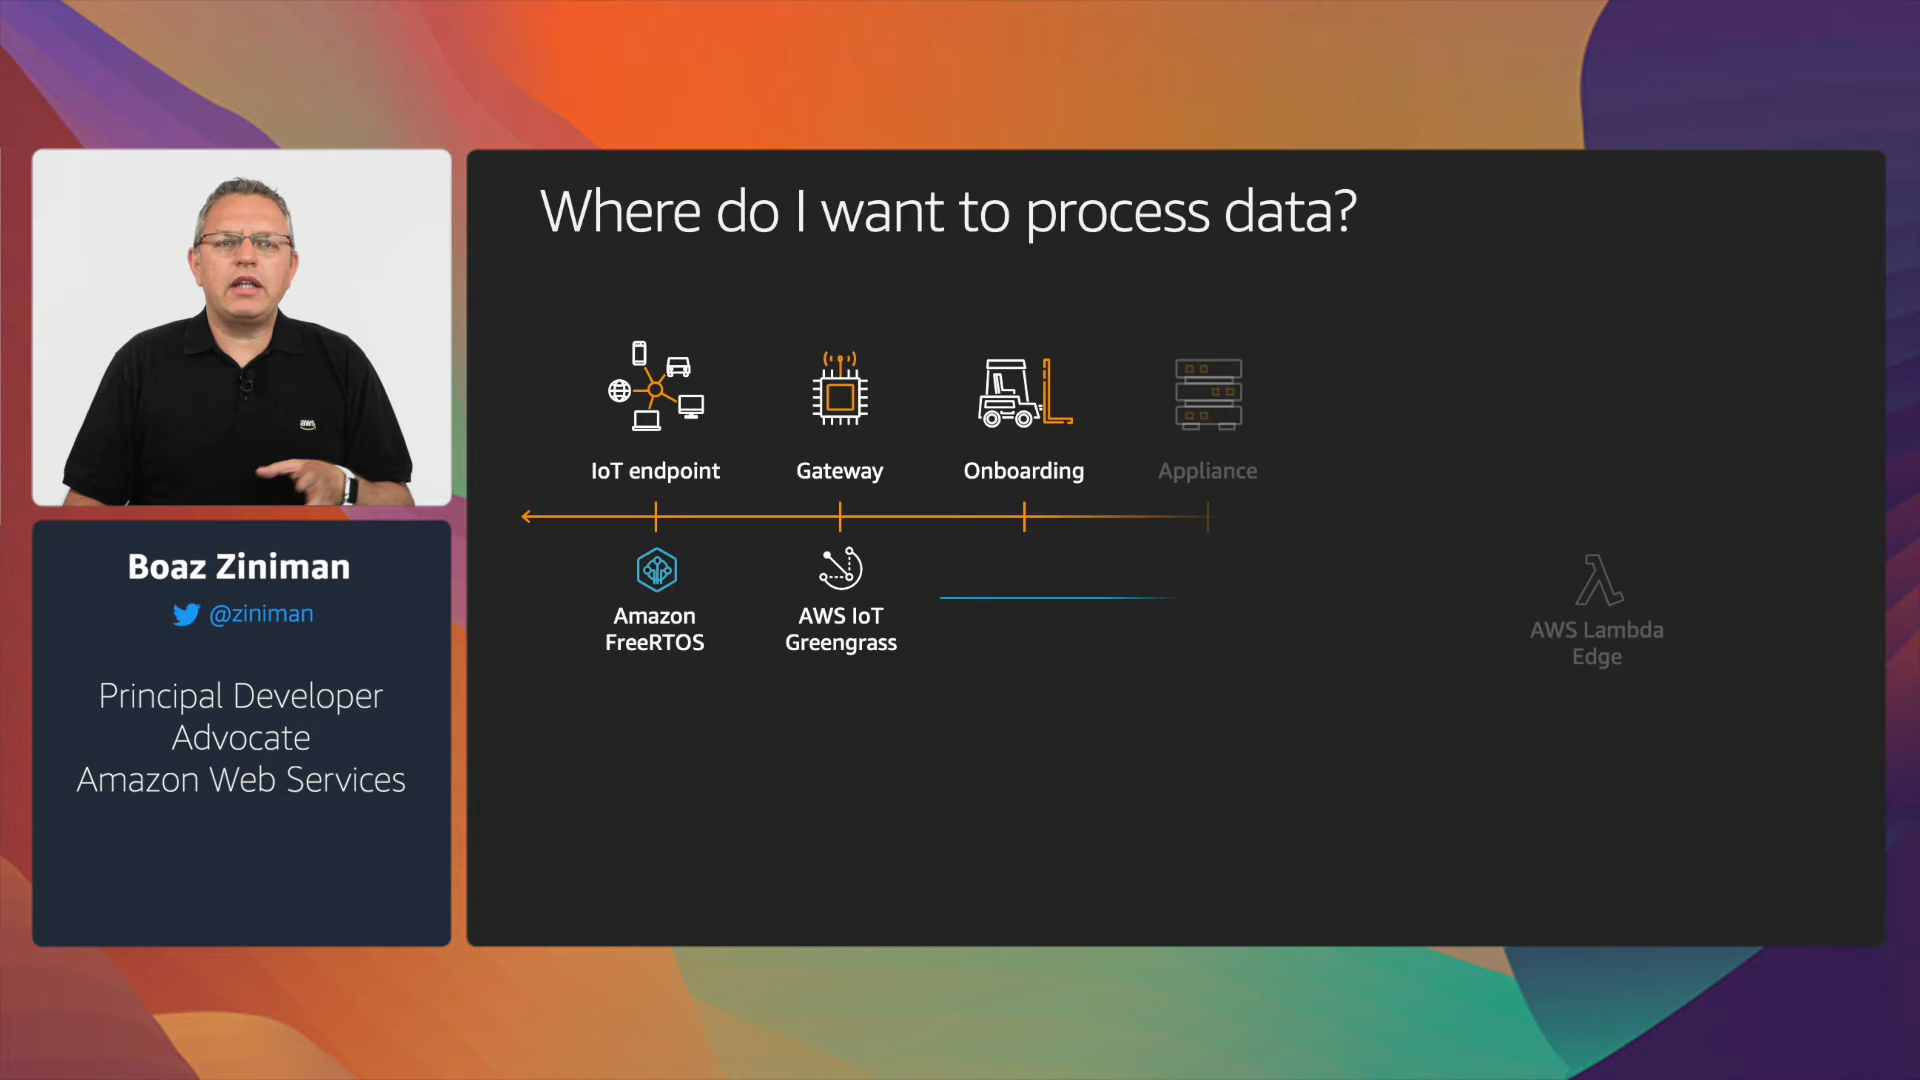 Where do I want to process data?
IoT endpoint
Gateway
Onboarding
Appliance
Amazon
FreeRTOS
AWS IoT
Greengrass
AWS Lambda
Edge
aws
Boaz Ziniman
@ziniman
Principal Developer
Advocate
Amazon Web Services